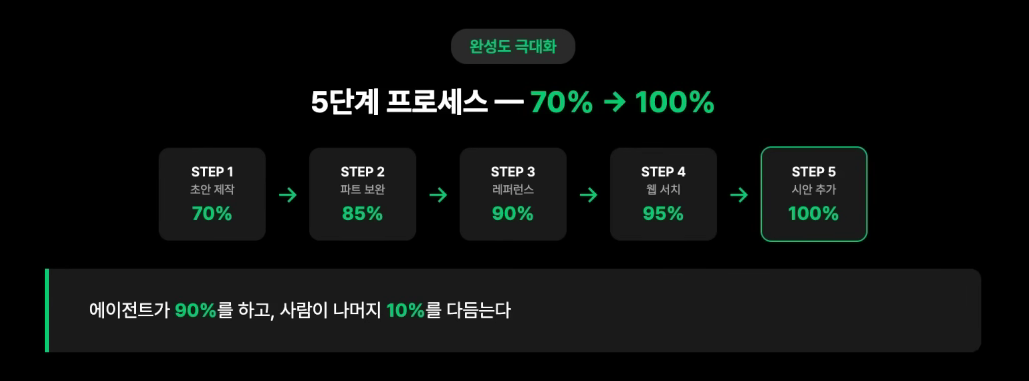 완성도 극대화
5단계 프로세스 — 70% → 100%
STEP 1
초안 제작
70%
→
STEP 2
파트 보완
85%
→
STEP 3
레퍼런스
90%
→
STEP 4
웹 서치
95%
→
STEP 5
시안 추가
100%
에이전트가 90%를 하고, 사람이 나머지 10%를 다듬는다